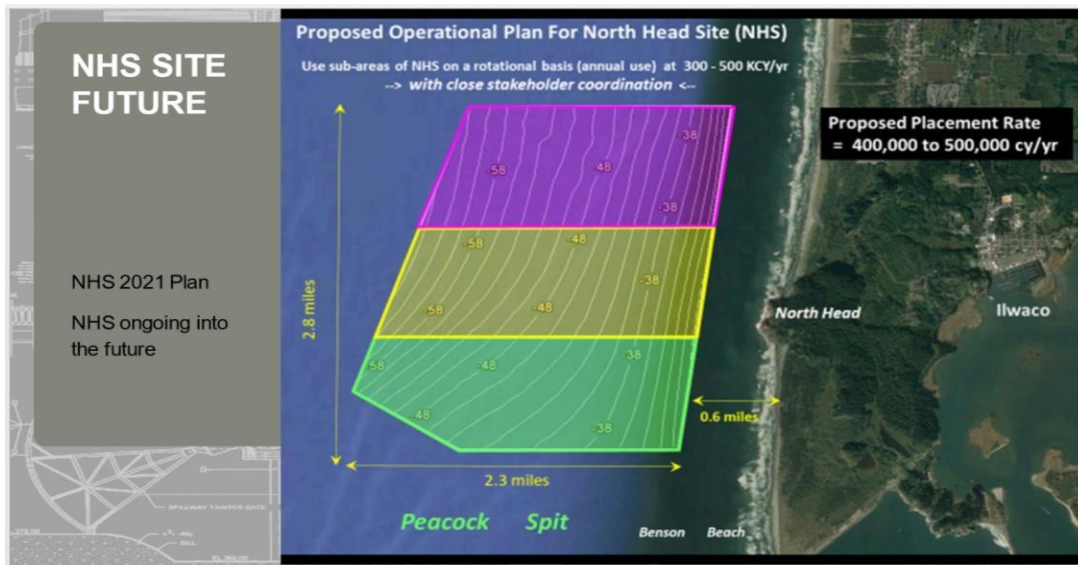 NHS SITE
FUTURE
NHS 2021 Plan
NHS ongoing into
the future
SPILLWAY TAINTER GATE
SILL
Proposed Operational Plan For North Head Site (NHS)
Use sub-areas of NHS on a rotational basis (annual use) at 300 - 500 KCY/yr
--> with close stakeholder coordination <--
Proposed Placement Rate
= 400,000 to 500,000 cy/yr
-38
-58
-48
-38
-58
-48
-38
-58
-48
-58
-48
-38
-48
-38
2.8 miles
North Head
Ilwaco
0.6 miles
2.3 miles
Peacock Spit
Benson Beach